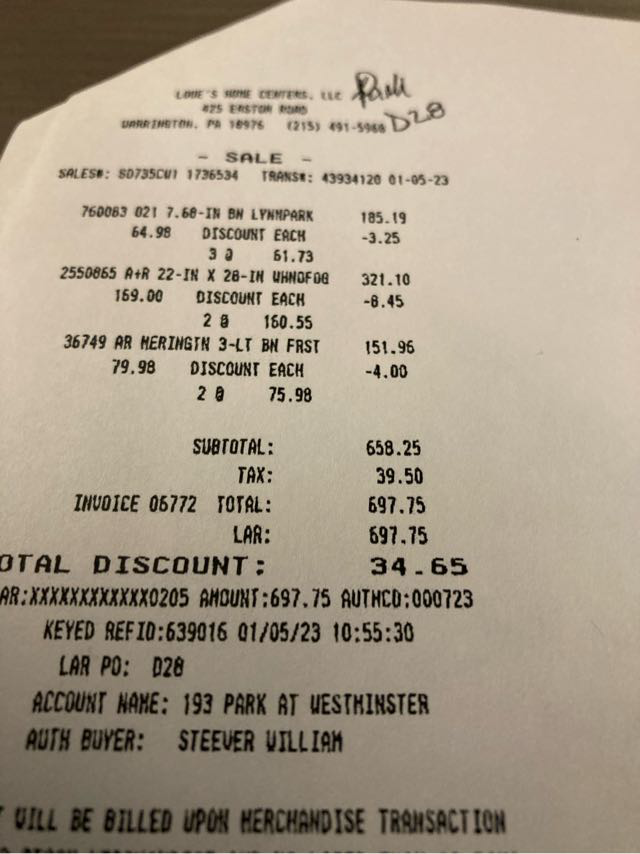 LOWE'S HOME CENTERS, LLC Park
825 EASTON ROAD D28
WARRINGTON, PA 18976 (215) 491-5968
- SALE -
SALES#: S0735CW1 1736534 TRANS#: 43934120 01-05-23
760083 021 7.68-IN BN LYNNPARK 185.19
64.98 DISCOUNT EACH -3.25
3 @ 61.73
2550865 A+R 22-IN X 28-IN WHNDFOG 321.10
169.00 DISCOUNT EACH -8.45
2 @ 160.55
36749 AR MERINGTN 3-LT BN FRST 151.96
79.98 DISCOUNT EACH -4.00
2 @ 75.98
SUBTOTAL: 658.25
TAX: 39.50
INVOICE 06772 TOTAL: 697.75
LAR: 697.75
OTAL DISCOUNT: 34.65
AR:XXXXXXXXXXXX0205 AMOUNT:697.75 AUTHCD:000723
KEYED REFID:639016 01/05/23 10:55:30
LAR PO: D28
ACCOUNT NAME: 193 PARK AT WESTMINSTER
AUTH BUYER: STEEVER WILLIAM
WILL BE BILLED UPON MERCHANDISE TRANSACTION